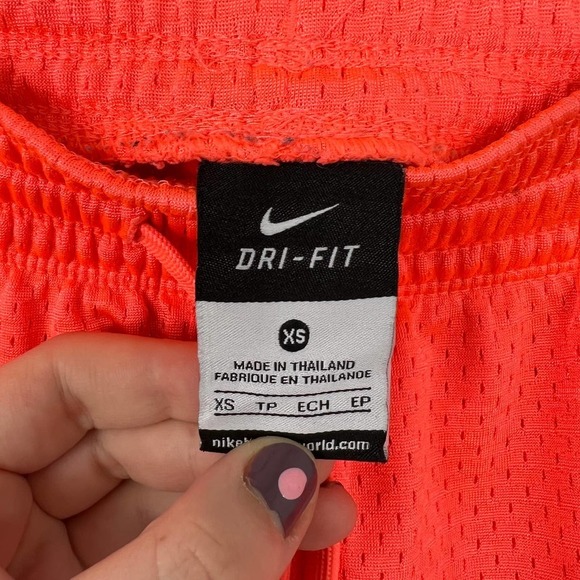 DRI-FIT
XS
MADE IN THAILAND
FABRIQUE EN THAILANDE
XS TP ECH EP